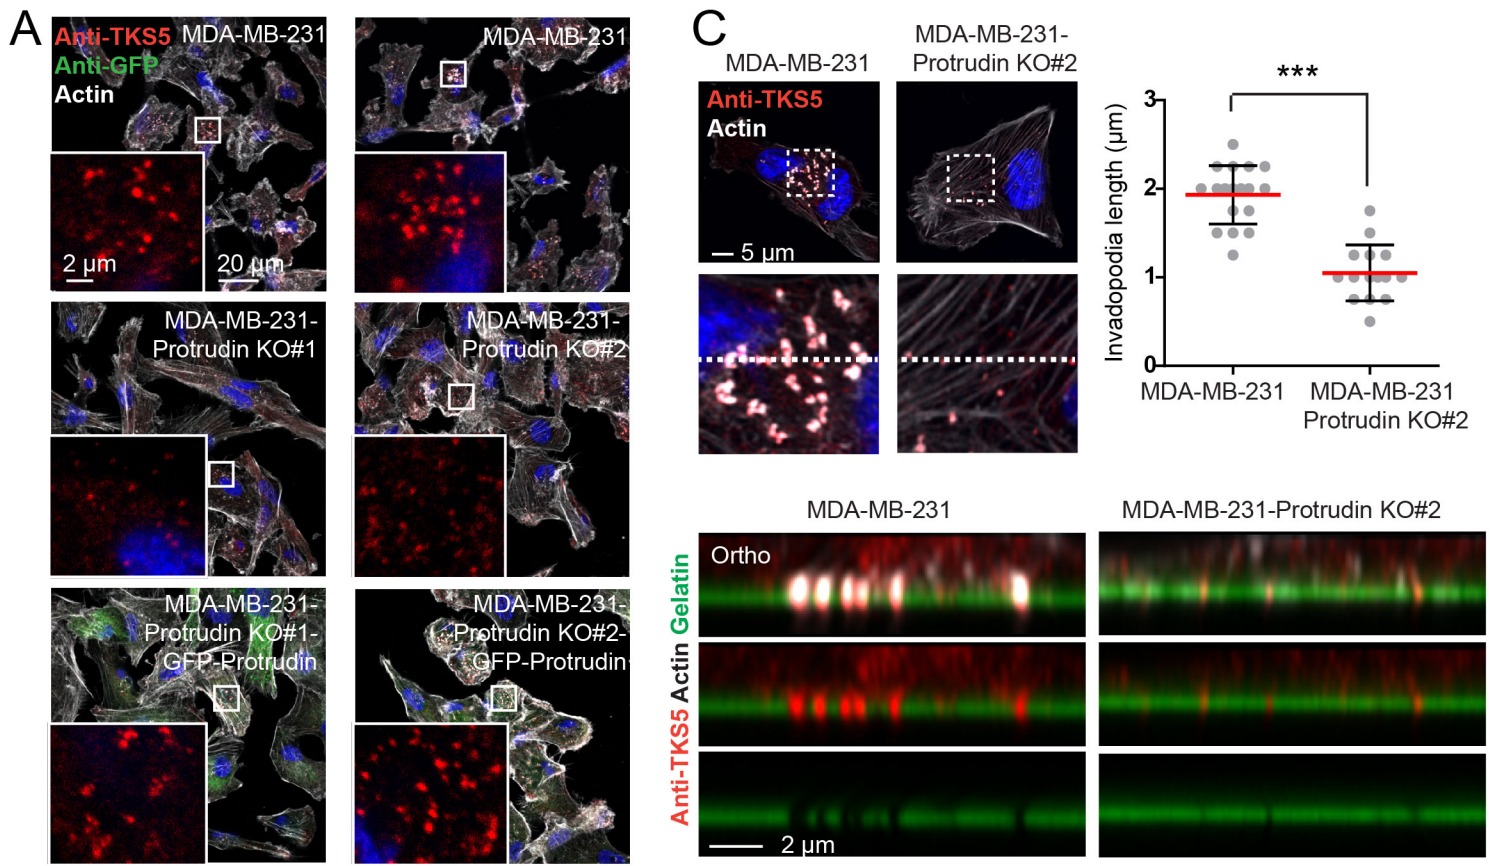 A
Anti-TKS5
Anti-GFP
Actin
MDA-MB-231
2 µm
20 µm
MDA-MB-231
MDA-MB-231-
Protrudin KO#1
MDA-MB-231-
Protrudin KO#2
MDA-MB-231-
Protrudin KO#1-
GFP-Protrudin
MDA-MB-231-
Protrudin KO#2-
GFP-Protrudin
C
MDA-MB-231
MDA-MB-231-
Protrudin KO#2
Anti-TKS5
Actin
5 µm
***
Invadopodia length (µm)
3
2
1
0
MDA-MB-231
MDA-MB-231
Protrudin KO#2
MDA-MB-231
MDA-MB-231-Protrudin KO#2
Ortho
Anti-TKS5 Actin Gelatin
2 µm